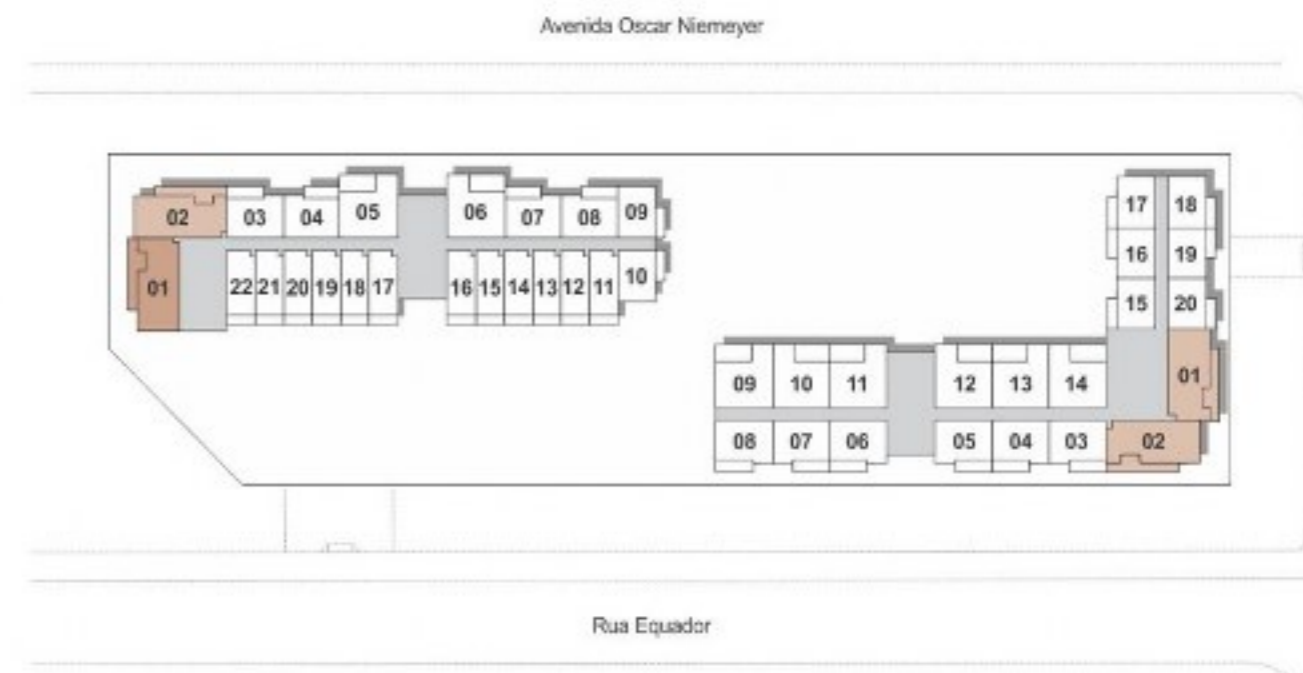 Avenida Oscar Niemeyer
02 03 04 05 06 07 08 09
01 22 21 20 19 18 17 16 15 14 13 12 11 10
17 18
16 19
15 20
09 10 11 12 13 14 01
08 07 06 05 04 03 02
Rua Equador